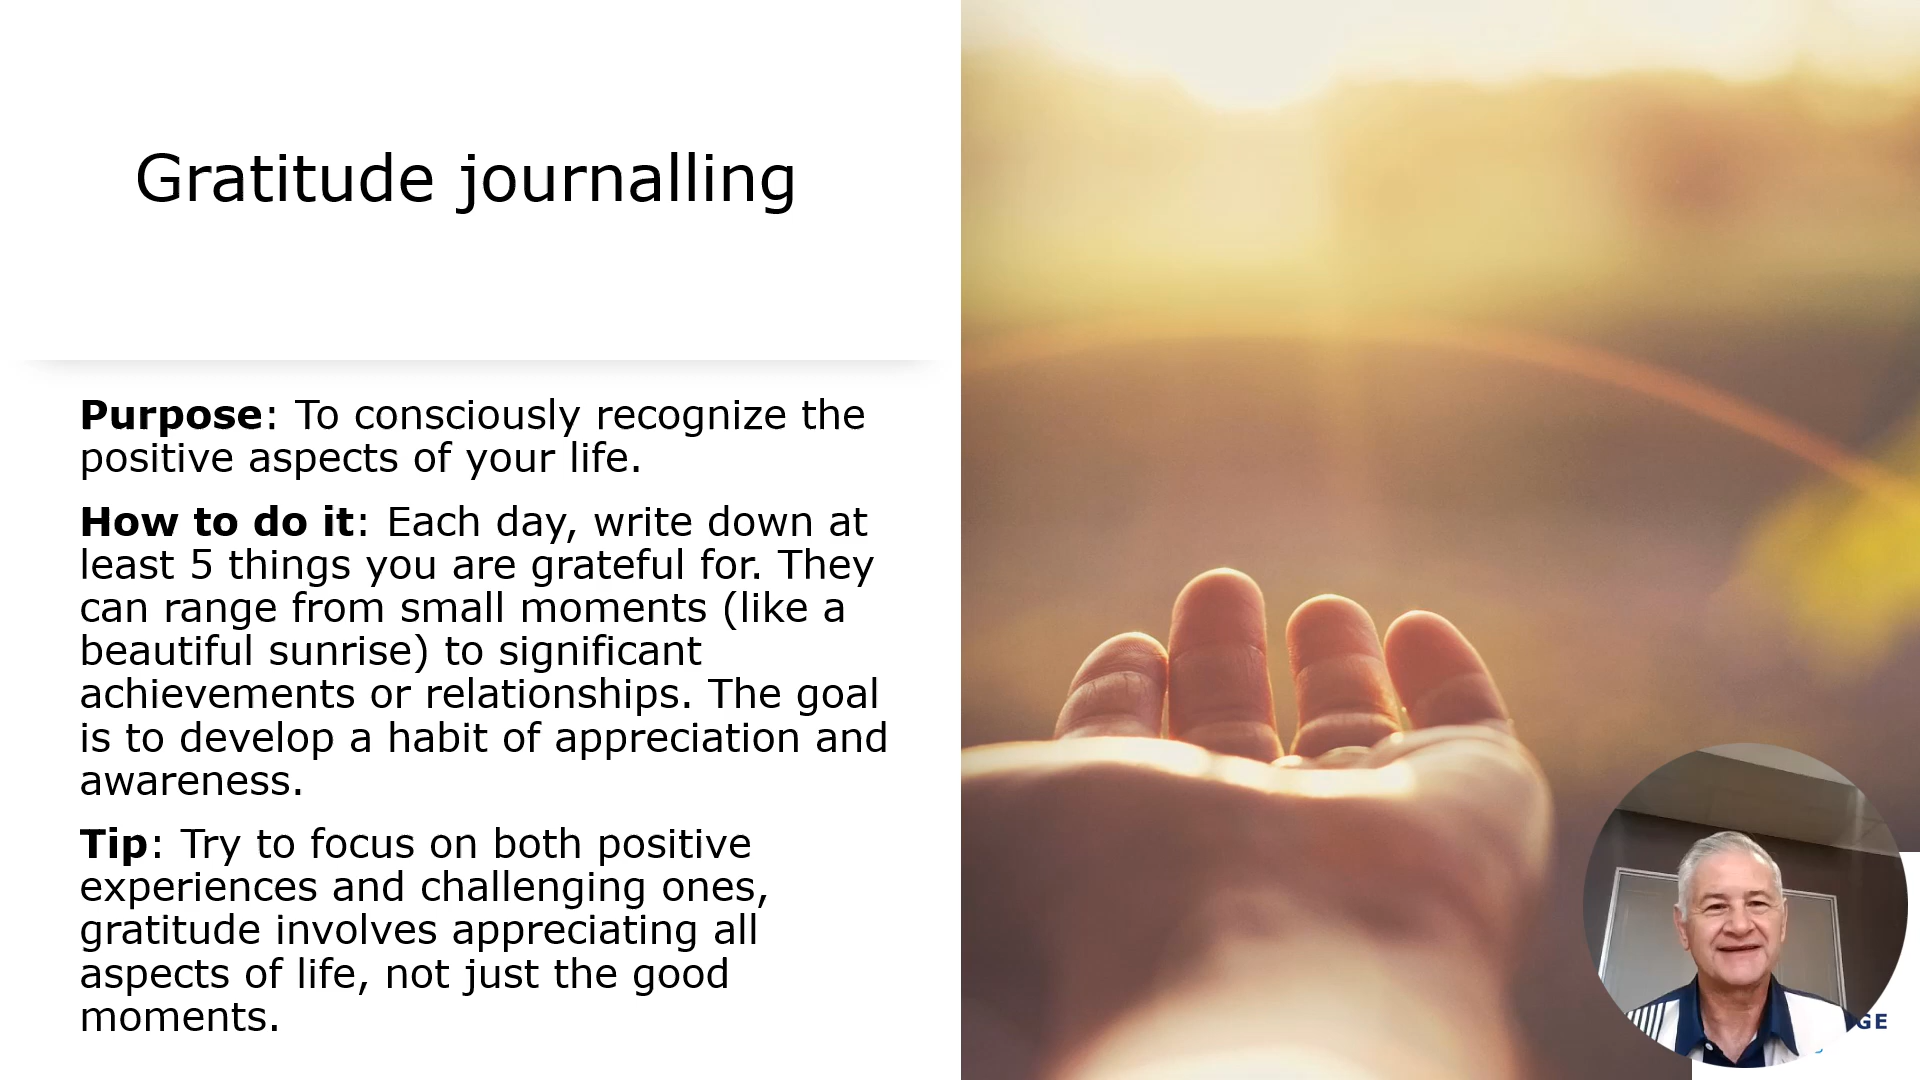 Gratitude journalling
Purpose: To consciously recognize the
positive aspects of your life.
How to do it: Each day, write down at
least 5 things you are grateful for. They
can range from small moments (like a
beautiful sunrise) to significant
achievements or relationships. The goal
is to develop a habit of appreciation and
awareness.
Tip: Try to focus on both positive
experiences and challenging ones,
gratitude involves appreciating all
aspects of life, not just the good
moments.